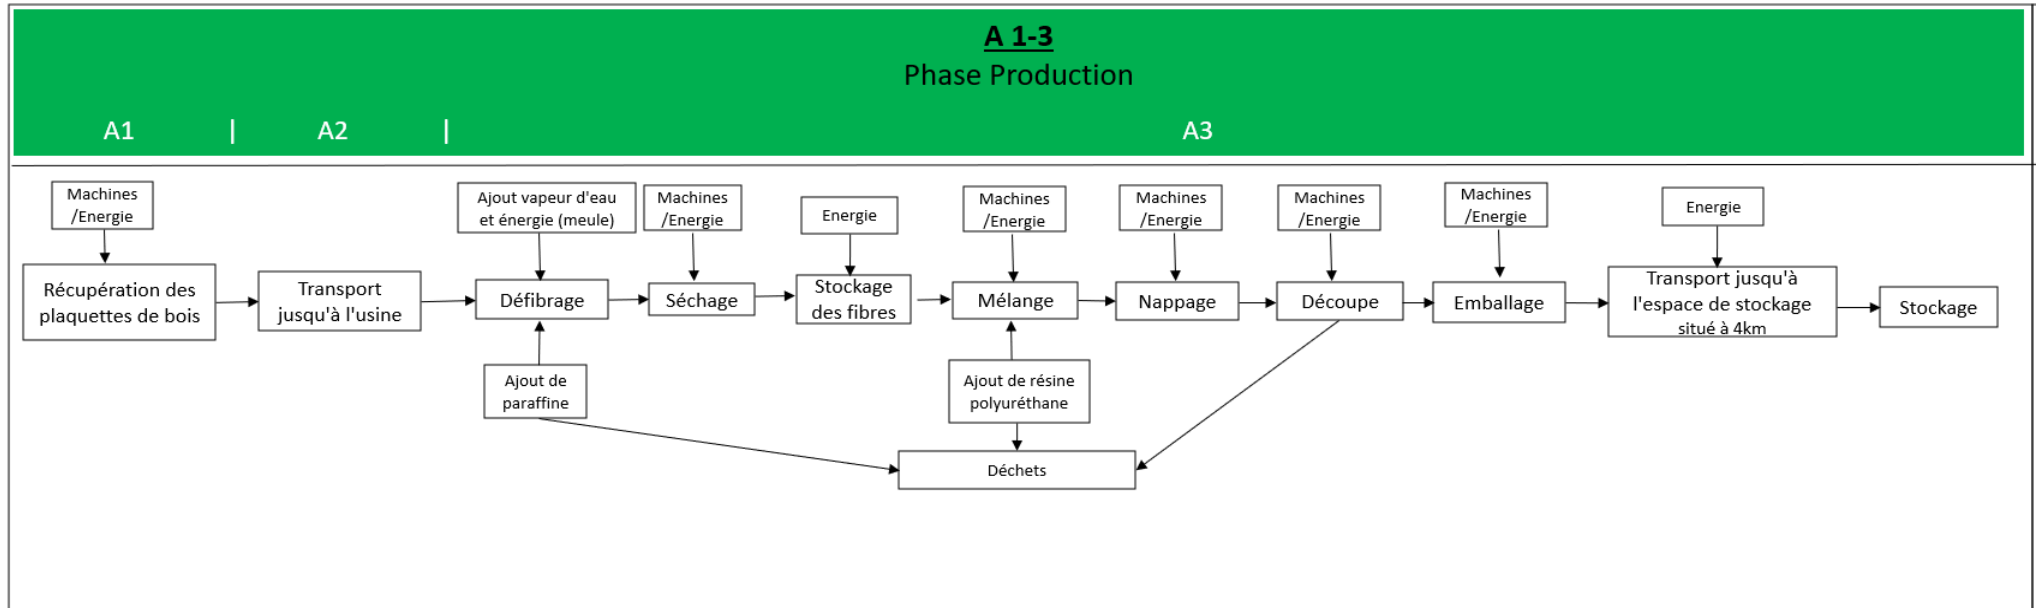 A 1-3
Phase Production
A1 | A2 | A3
Machines
/Energie
Ajout vapeur d'eau
et énergie (meule)
Machines
/Energie
Energie
Machines
/Energie
Machines
/Energie
Machines
/Energie
Machines
/Energie
Energie
Récupération des
plaquettes de bois
Transport
jusqu'à l'usine
Défibrage
Séchage
Stockage
des fibres
Mélange
Nappage
Découpe
Emballage
Transport jusqu'à
l'espace de stockage
situé à 4km
Stockage
Ajout de
paraffine
Ajout de résine
polyuréthane
Déchets